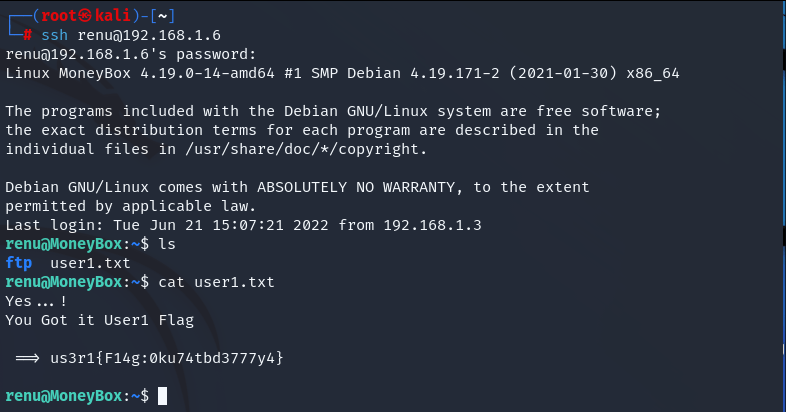 ┌──(root㉿kali)-[~]
└─# ssh renu@192.168.1.6
renu@192.168.1.6's password:
Linux MoneyBox 4.19.0-14-amd64 #1 SMP Debian 4.19.171-2 (2021-01-30) x86_64

The programs included with the Debian GNU/Linux system are free software;
the exact distribution terms for each program are described in the
individual files in /usr/share/doc/*/copyright.

Debian GNU/Linux comes with ABSOLUTELY NO WARRANTY, to the extent
permitted by applicable law.
Last login: Tue Jun 21 15:07:21 2022 from 192.168.1.3
renu@MoneyBox:~$ ls
ftp  user1.txt
renu@MoneyBox:~$ cat user1.txt
Yes...!
You Got it User1 Flag

 ==> us3r1{F14g:0ku74tbd3777y4}

renu@MoneyBox:~$